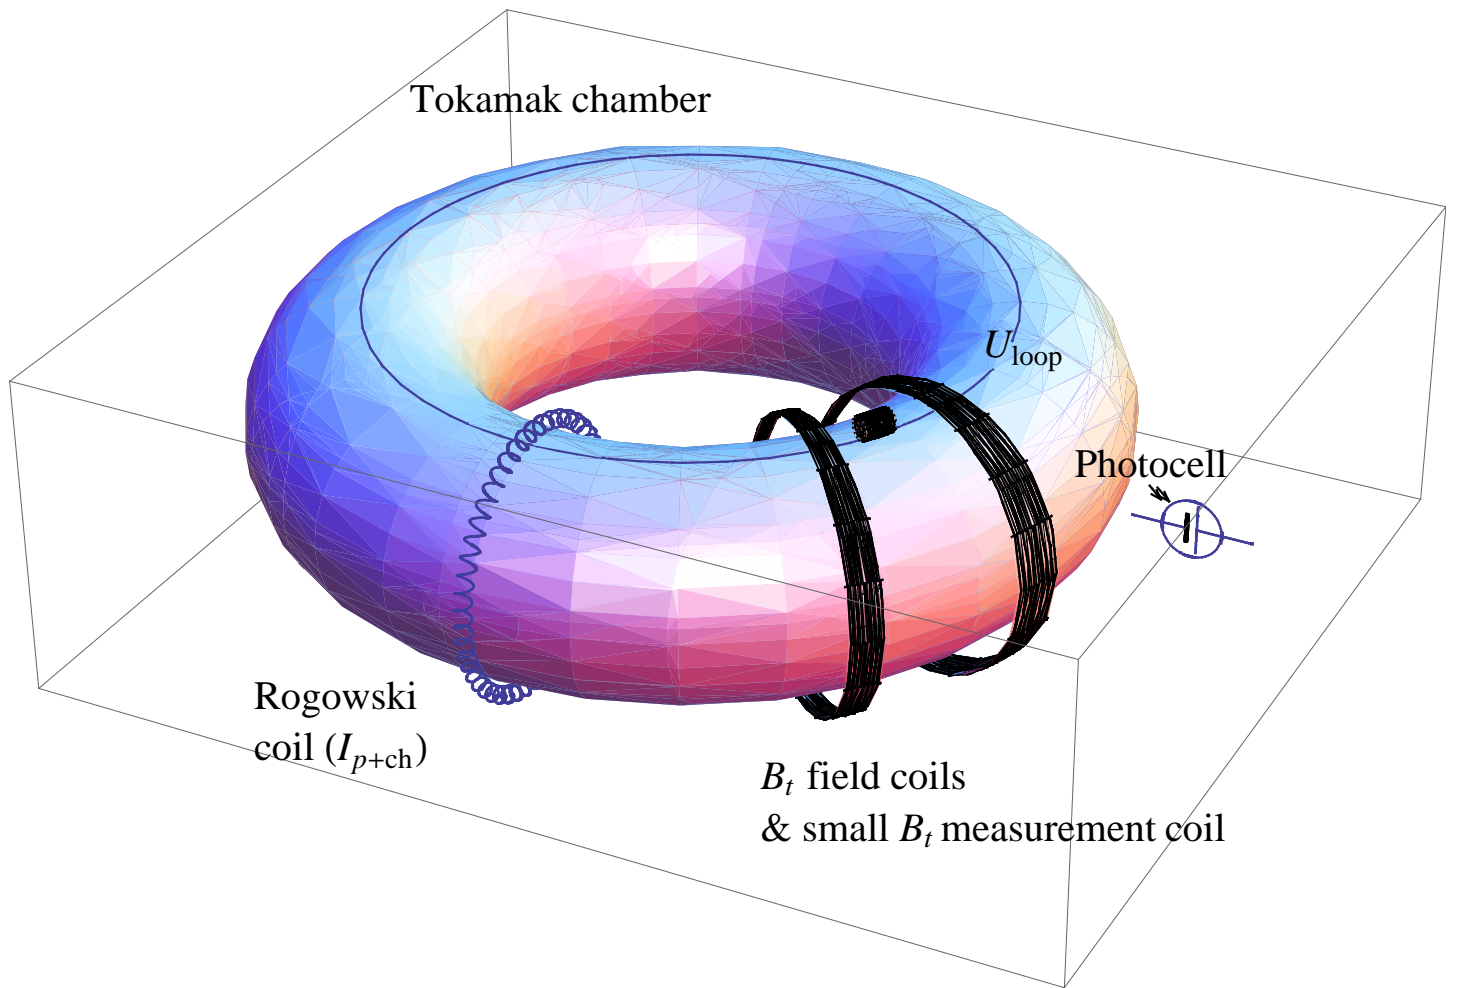 Tokamak chamber
U_loop
Photocell
Rogowski
coil (I_p+ch)
B_t field coils
& small B_t measurement coil